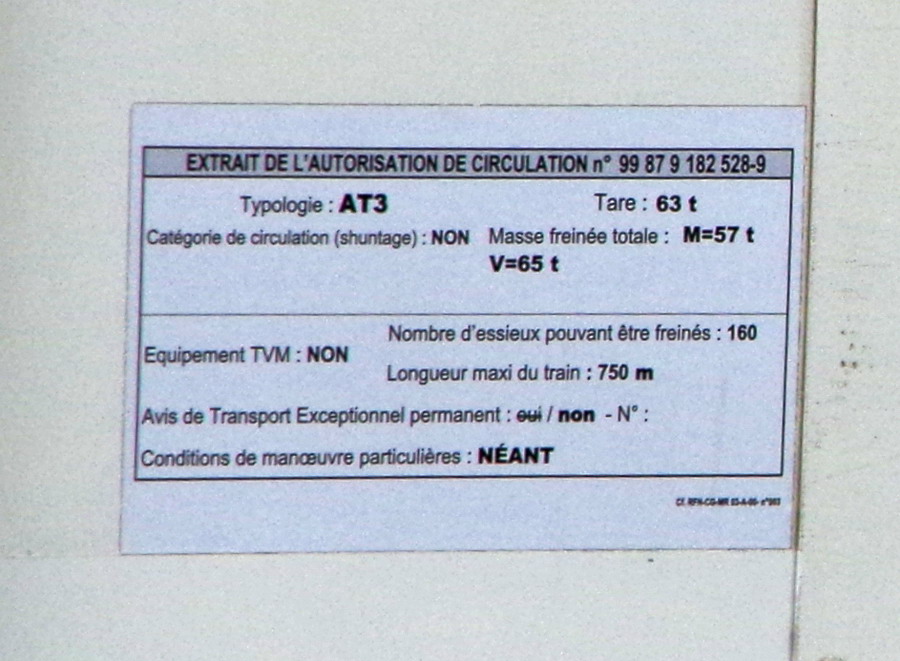 EXTRAIT DE L'AUTORISATION DE CIRCULATION n° 99 87 9 182 528-9
Typologie : AT3 Tare : 63 t
Catégorie de circulation (shuntage) : NON Masse freinée totale : M=57 t
V=65 t
Nombre d'essieux pouvant être freinés : 160
Equipement TVM : NON
Longueur maxi du train : 750 m
Avis de Transport Exceptionnel permanent : oui / non - N° :
Conditions de manœuvre particulières : NÉANT